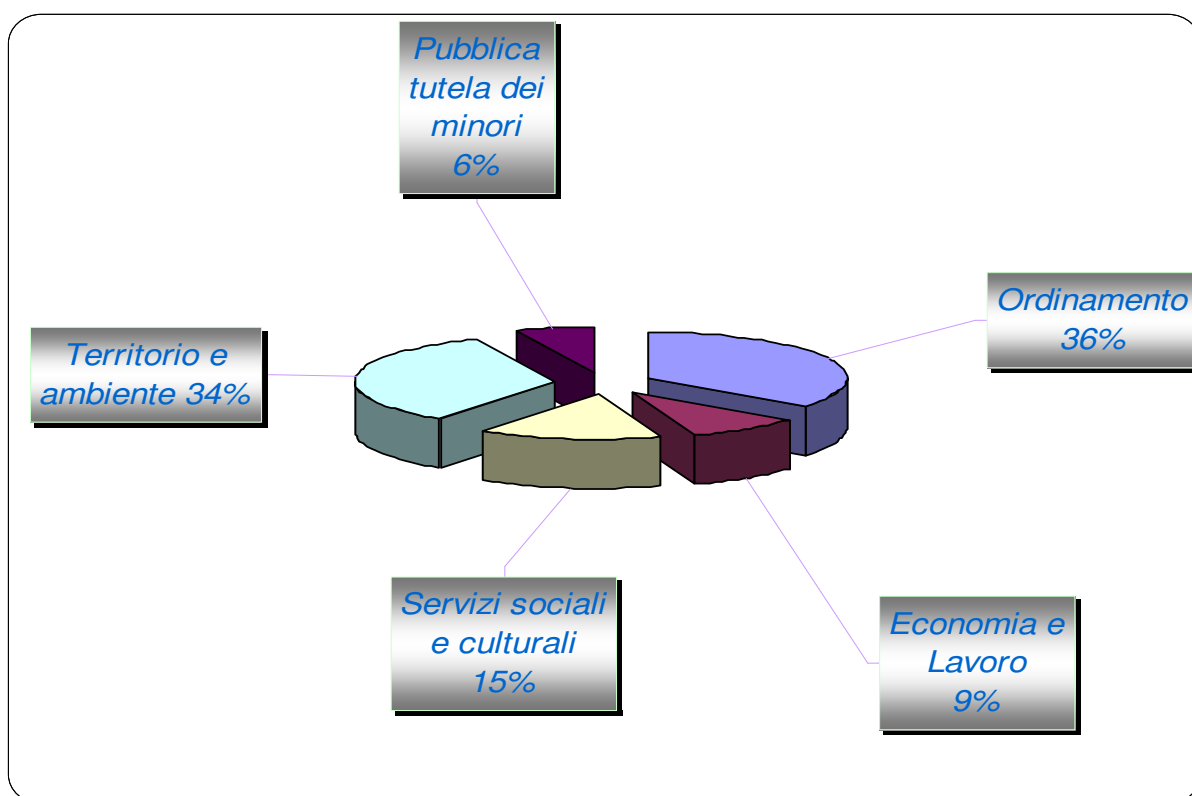 Pubblica
tutela dei
minori
6%
Ordinamento
36%
Territorio e
ambiente 34%
Servizi sociali
e culturali
15%
Economia e
Lavoro
9%